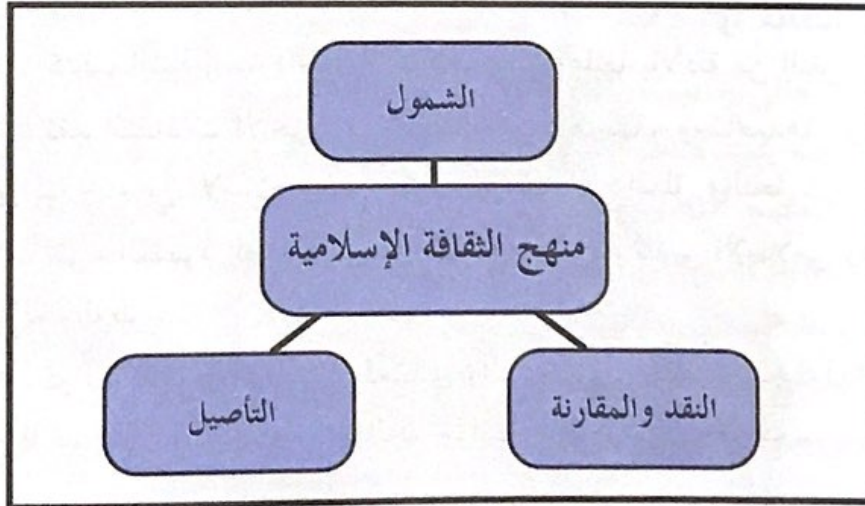 الشمول
منهج الثقافة الإسلامية
النقد والمقارنة
التأصيل